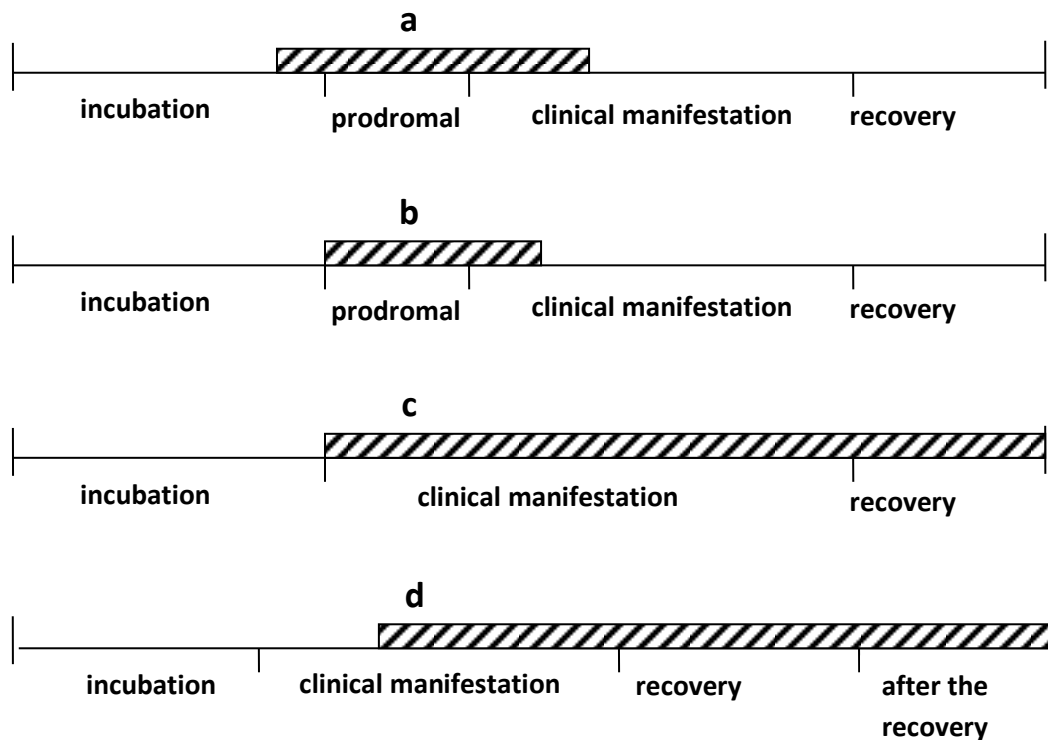 a
incubation prodromal clinical manifestation recovery
b
incubation prodromal clinical manifestation recovery
c
incubation clinical manifestation recovery
d
incubation clinical manifestation recovery after the
recovery